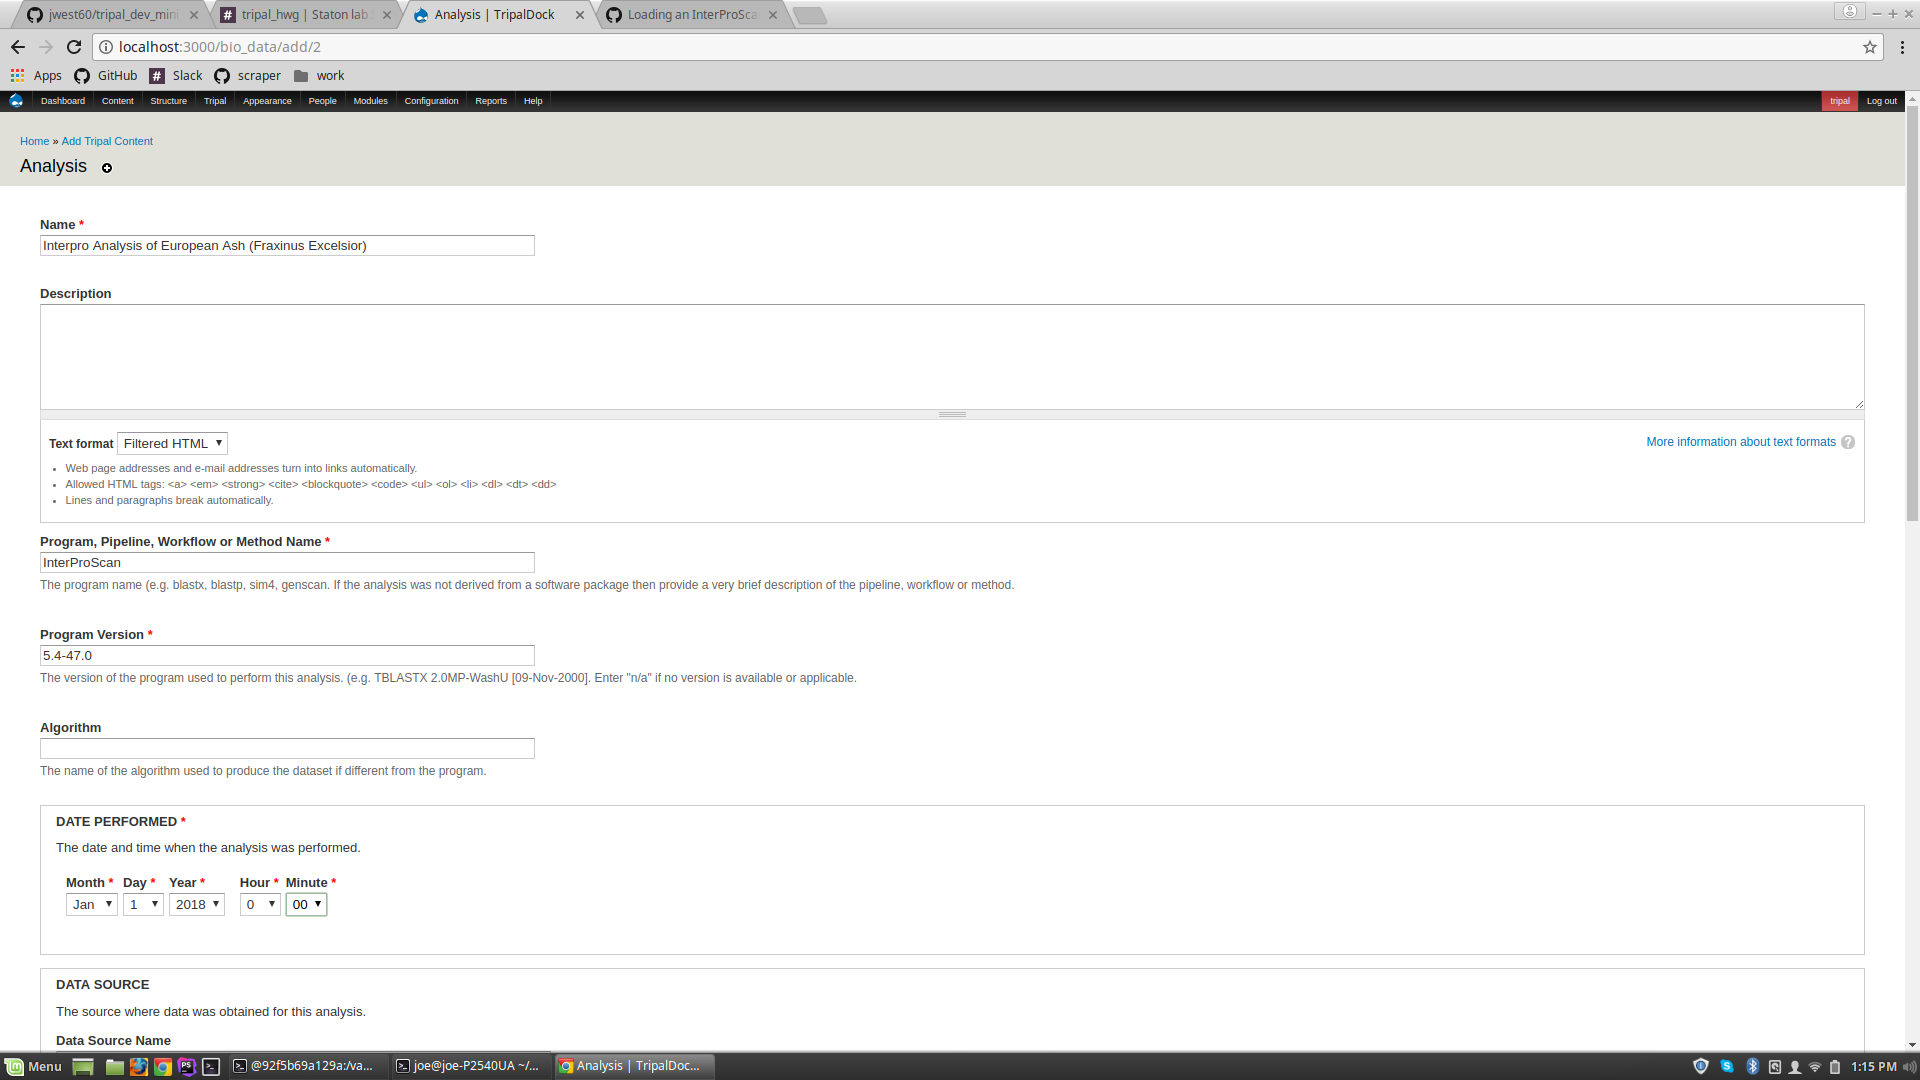 jwest60/tripal_dev_min
tripal_hwg | Staton lab
Analysis | TripalDock
Loading an InterProSca
localhost:3000/bio_data/add/2
Apps GitHub Slack scraper work
Dashboard Content Structure Tripal Appearance People Modules Configuration Reports Help tripal Log out
Home » Add Tripal Content
Analysis
Name *
Interpro Analysis of European Ash (Fraxinus Excelsior)
Description
Text format Filtered HTML More information about text formats ?
• Web page addresses and e-mail addresses turn into links automatically.
• Allowed HTML tags: <a> <em> <strong> <cite> <blockquote> <code> <ul> <ol> <li> <dl> <dt> <dd>
• Lines and paragraphs break automatically.
Program, Pipeline, Workflow or Method Name *
InterProScan
The program name (e.g. blastx, blastp, sim4, genscan. If the analysis was not derived from a software package then provide a very brief description of the pipeline, workflow or method.
Program Version *
5.4-47.0
The version of the program used to perform this analysis. (e.g. TBLASTX 2.0MP-WashU [09-Nov-2000]. Enter "n/a" if no version is available or applicable.
Algorithm
The name of the algorithm used to produce the dataset if different from the program.
DATE PERFORMED *
The date and time when the analysis was performed.
Month * Day * Year * Hour * Minute *
Jan 1 2018 0 00
DATA SOURCE
The source where data was obtained for this analysis.
Data Source Name
Menu @92f5b69a129a:/va... joe@joe-P2540UA ~/... Analysis | TripalDoc... 1:15 PM